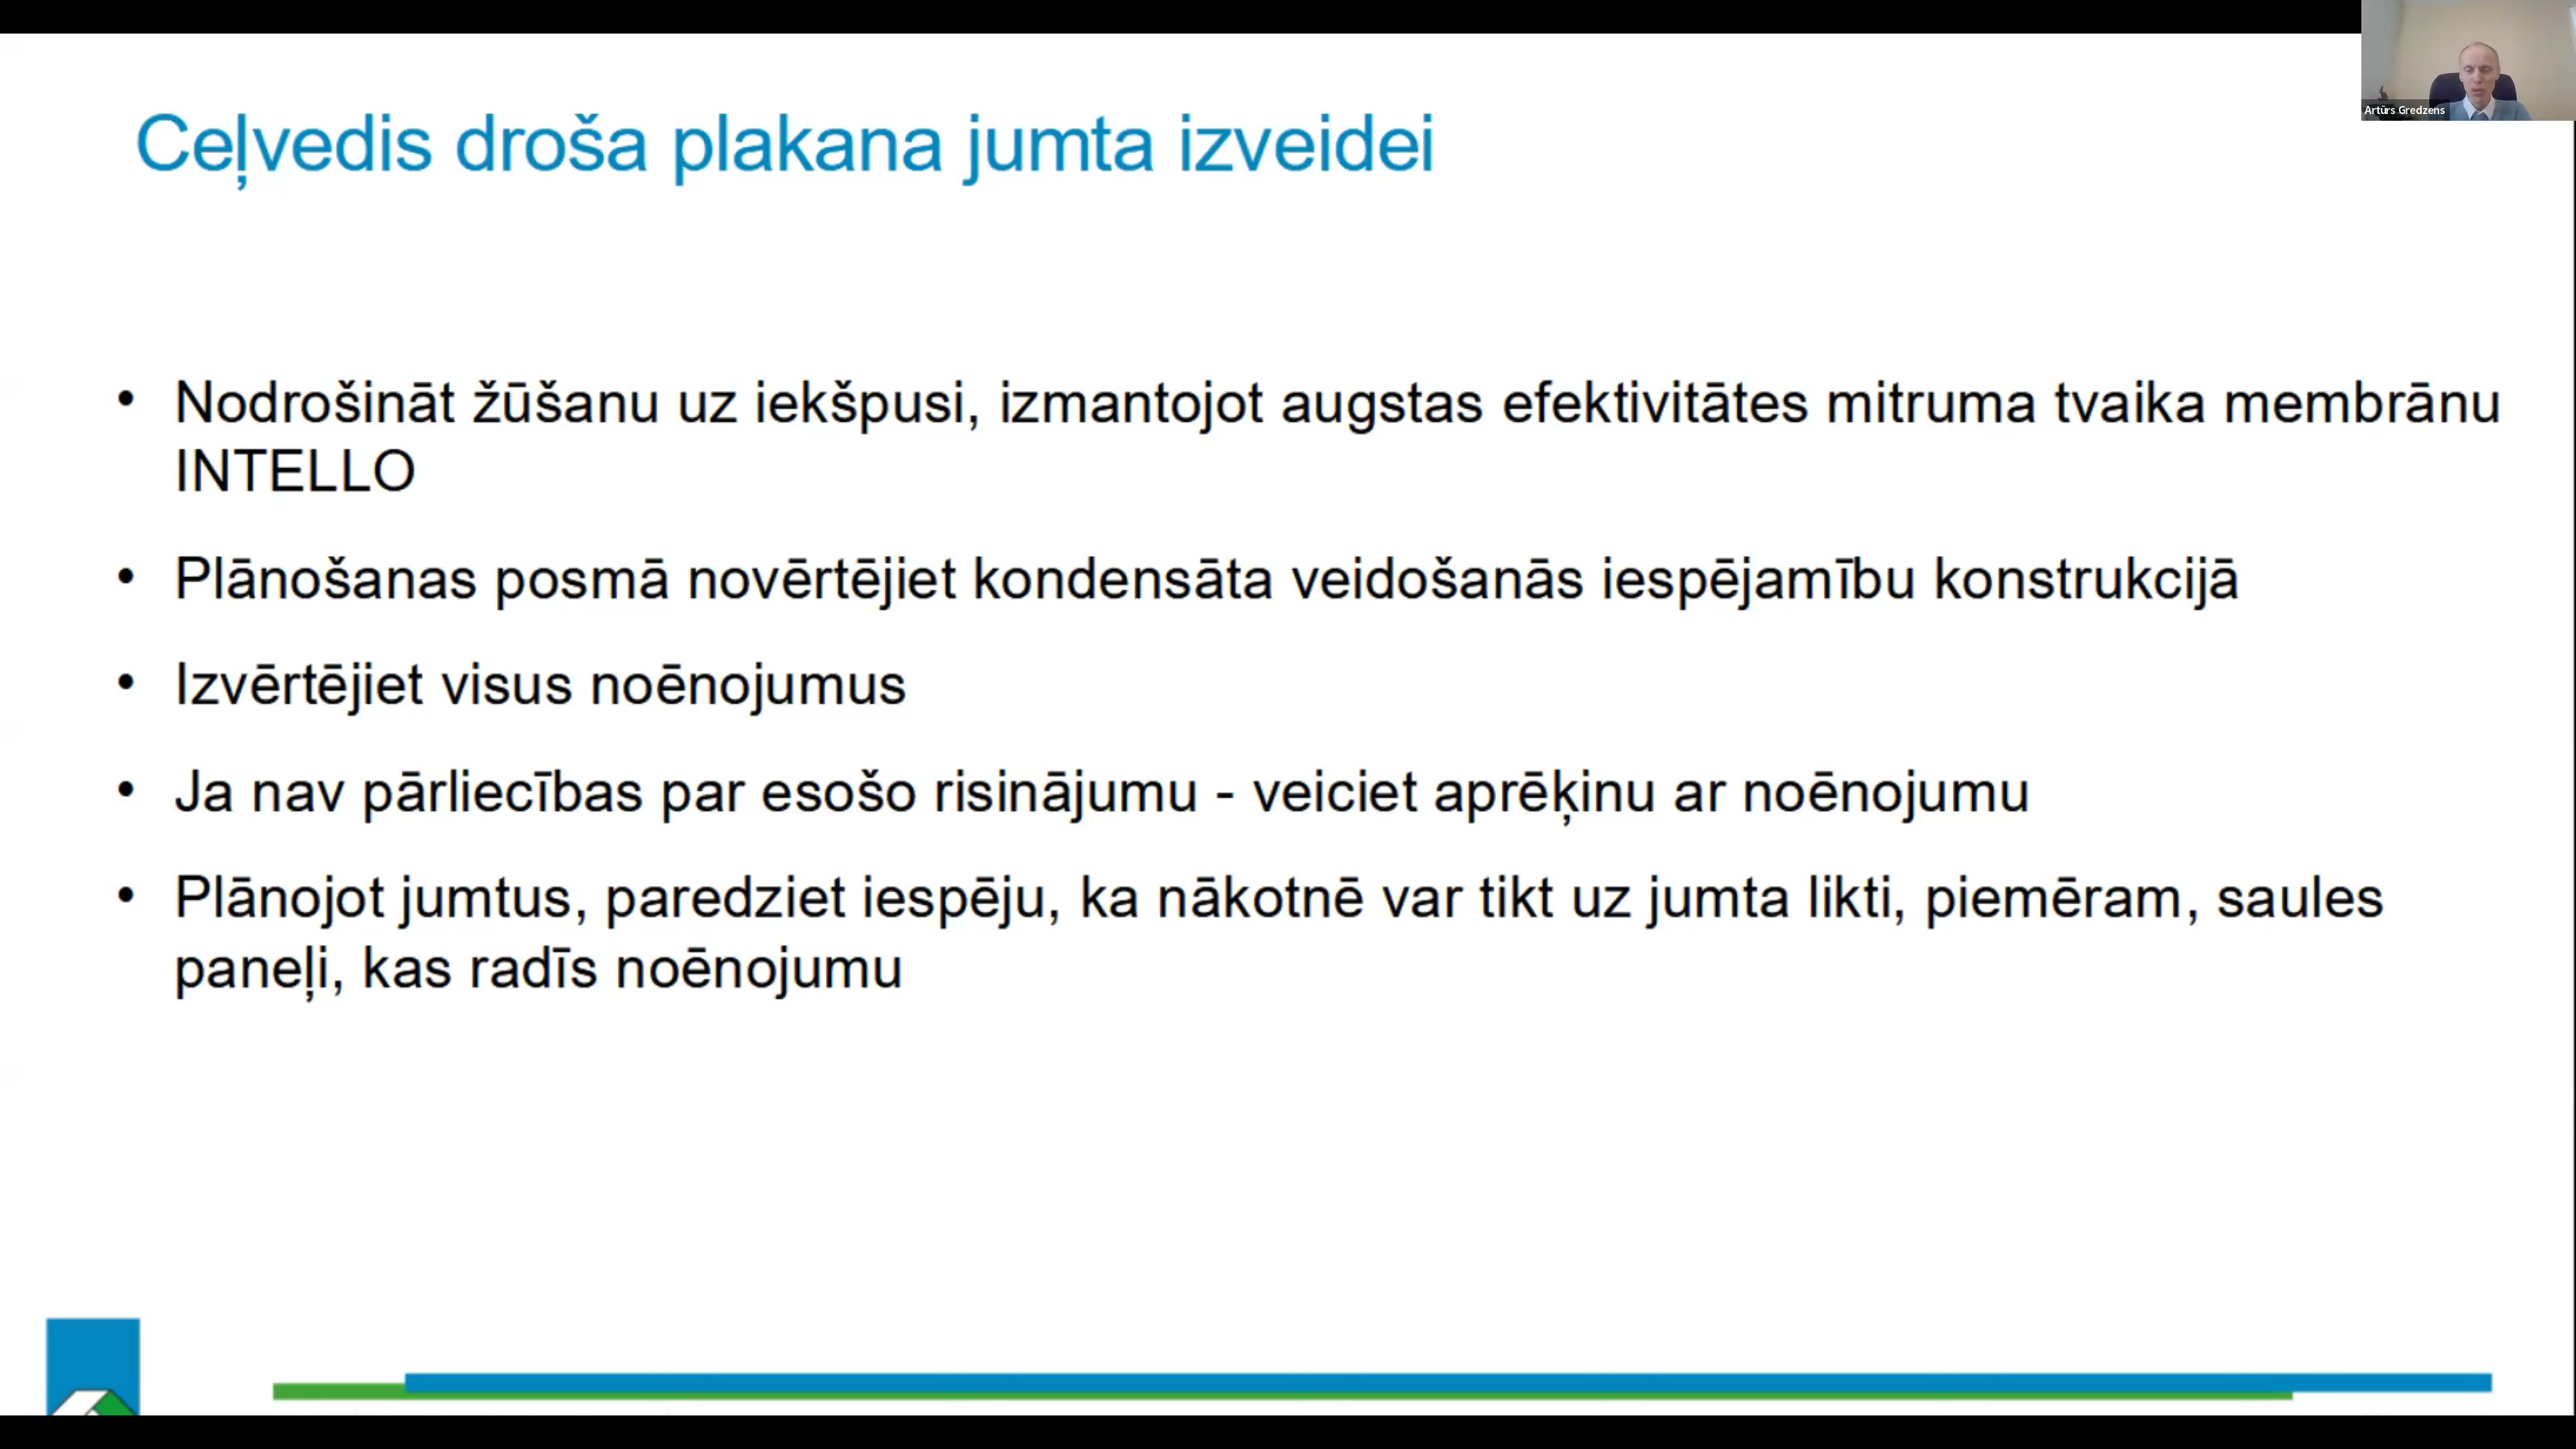 Artūrs Gredzens
Ceļvedis droša plakana jumta izveidei
• Nodrošināt žūšanu uz iekšpusi, izmantojot augstas efektivitātes mitruma tvaika membrānu
INTELLO
• Plānošanas posmā novērtējiet kondensāta veidošanās iespējamību konstrukcijā
• Izvērtējiet visus noēnojumus
• Ja nav pārliecības par esošo risinājumu - veiciet aprēķinu ar noēnojumu
• Plānojot jumtus, paredziet iespēju, ka nākotnē var tikt uz jumta likti, piemēram, saules
paneļi, kas radīs noēnojumu